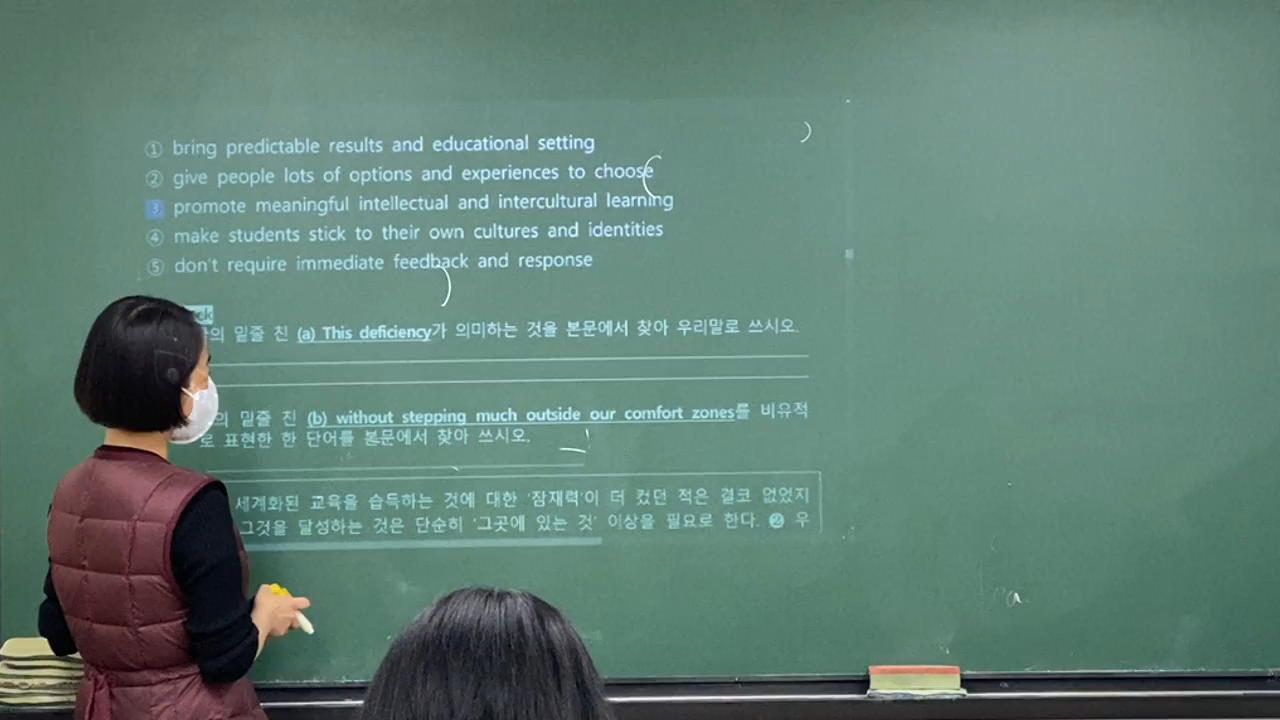 ① bring predictable results and educational setting
② give people lots of options and experiences to choose
③ promote meaningful intellectual and intercultural learning
④ make students stick to their own cultures and identities
⑤ don't require immediate feedback and response
의 밑줄 친 (a) This deficiency가 의미하는 것을 본문에서 찾아 우리말로 쓰시오.
의 밑줄 친 (b) without stepping much outside our comfort zones를 비유적
로 표현한 한 단어를 본문에서 찾아 쓰시오.
세계화된 교육을 습득하는 것에 대한 '잠재력'이 더 컸던 적은 결코 없었지
그것을 달성하는 것은 단순히 '그곳에 있는 것' 이상을 필요로 한다. ❷ 우